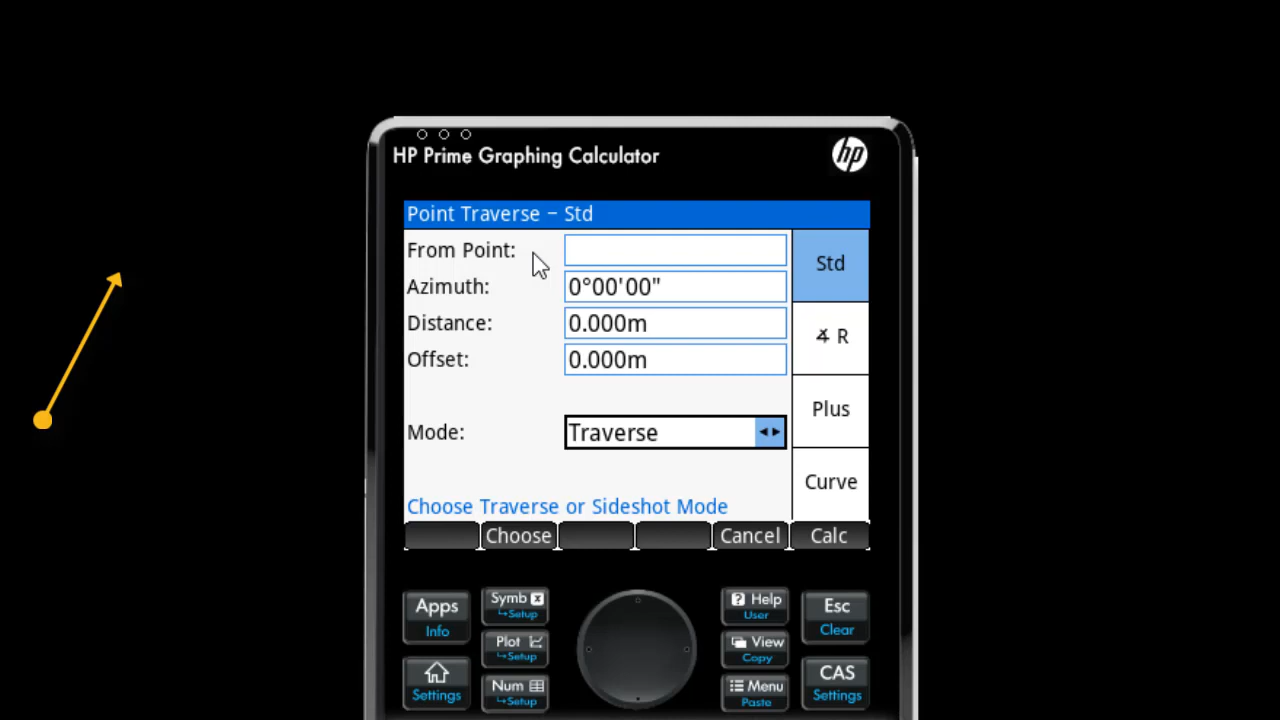 HP Prime Graphing Calculator
hp
Point Traverse - Std
From Point:
Azimuth: 0°00'00"
Distance: 0.000m
Offset: 0.000m
Mode: Traverse
Choose Traverse or Sideshot Mode
Std
∡ R
Plus
Curve
Choose Cancel Calc
Apps
Info
Symb
↳Setup
Plot
↳Setup
Settings
Num
↳Setup
Help
User
View
Copy
Menu
Paste
Esc
Clear
CAS
Settings